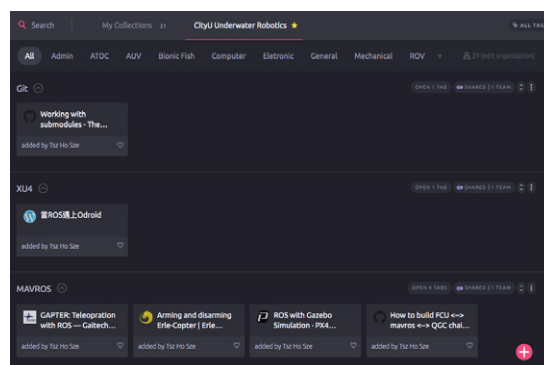 Search
My Collections 21
CityU Underwater Robotics
ALL TAG
All Admin ATDC AUV Bionic Fish Computer Eletronic General Mechanical ROV + 29 (edit organization)
Git
OPEN 1 TAB SHARED | 1 TEAM
Working with
submodules - The...
added by Tsz Ho Sze
XU4
OPEN 1 TAB SHARED | 1 TEAM
當ROS遇上Odroid
added by Tsz Ho Sze
MAVROS
OPEN 4 TABS SHARED | 1 TEAM
GAPTER: Teleopration
with ROS — Gaitech...
added by Tsz Ho Sze
Arming and disarming
Erle-Copter | Erle...
added by Tsz Ho Sze
ROS with Gazebo
Simulation · PX4...
added by Tsz Ho Sze
How to build FCU <-->
mavros <--> QGC chai...
added by Tsz Ho Sze